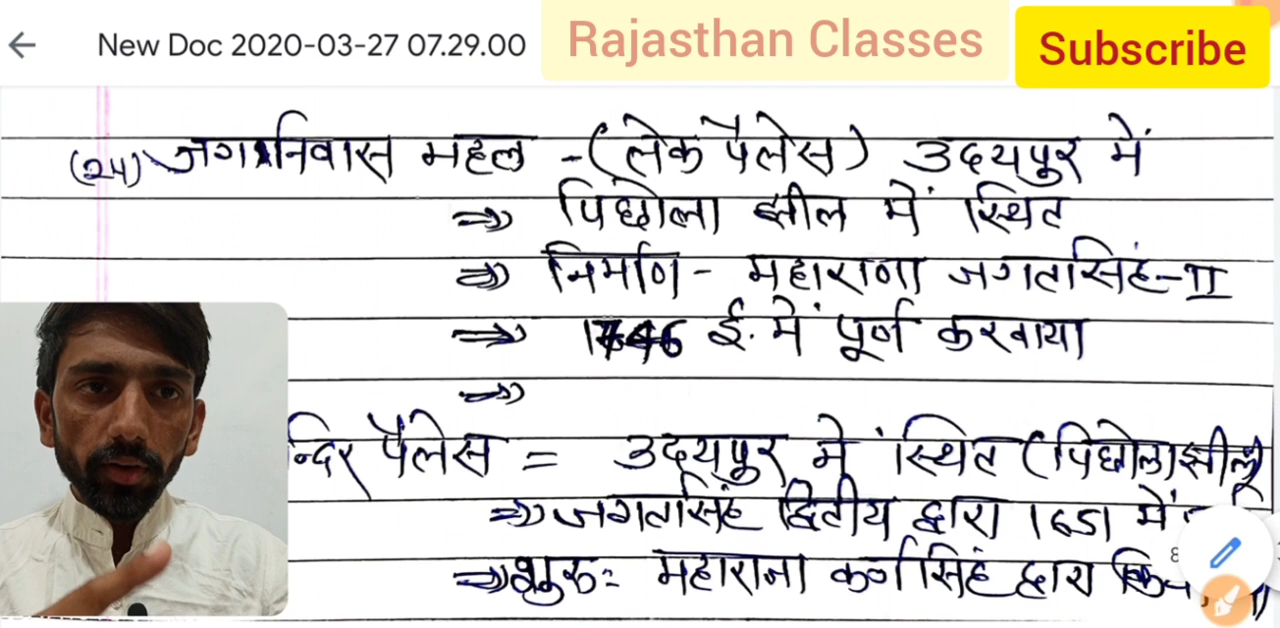 New Doc 2020-03-27 07.29.00
Rajasthan Classes
Subscribe
(24) जगनिवास महल - (लेक पैलेस) उदयपुर में
⇒ पिछोला झील में स्थित
⇒ निर्माण - महाराणा जगतसिंह-II
⇒ 1746 ई. में पूर्ण करवाया
⇒
न्दिर पैलेस = उदयपुर में स्थित (पिछोला झील)
⇒ जगतसिंह द्वितीय द्वारा 1651 में
⇒ शुरू = महाराणा कर्णसिंह द्वारा